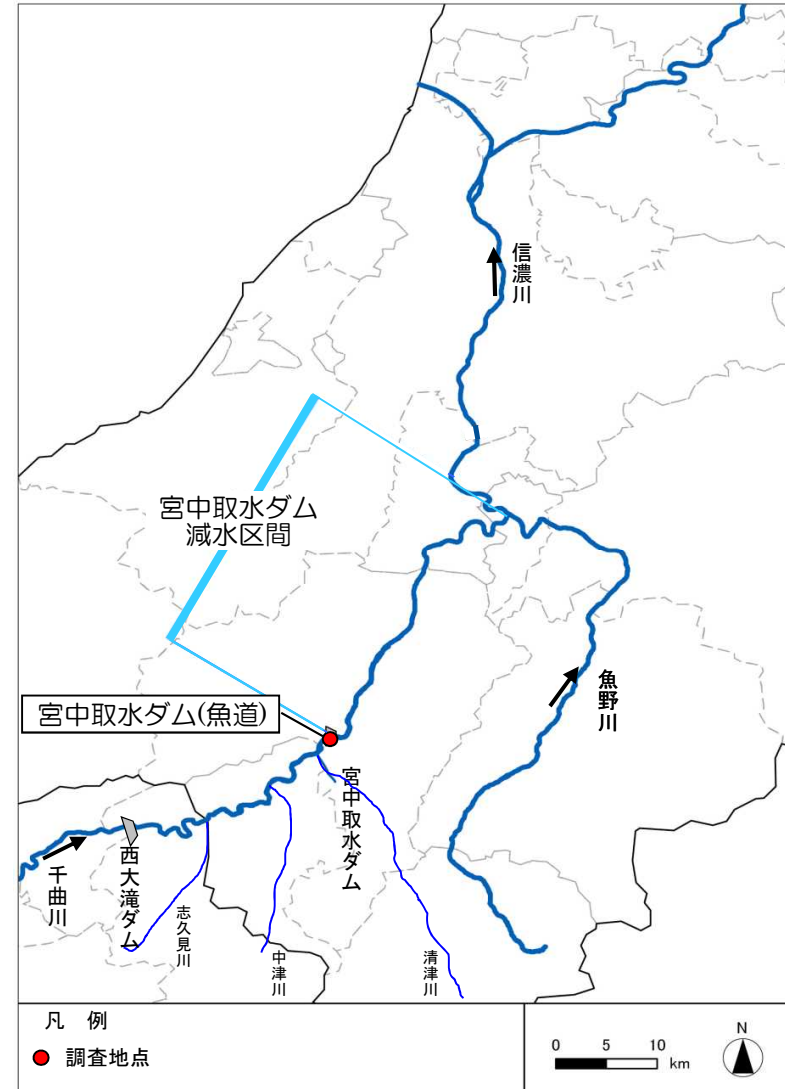 信濃川
宮中取水ダム
減水区間
魚野川
宮中取水ダム(魚道)
宮中取水ダム
西大滝ダム
千曲川
志久見川
中津川
清津川
凡 例
調査地点
0 5 10
km
N